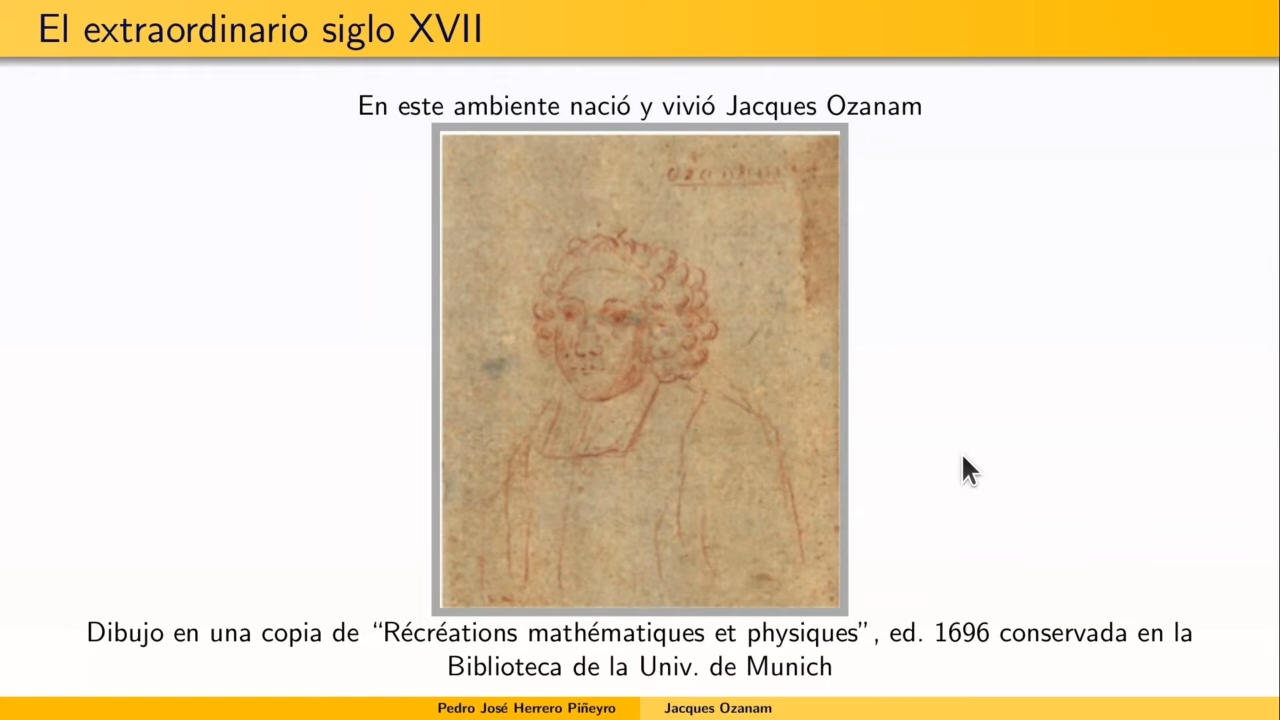 El extraordinario siglo XVII
En este ambiente nació y vivió Jacques Ozanam
Dibujo en una copia de “Récréations mathématiques et physiques”, ed. 1696 conservada en la
Biblioteca de la Univ. de Munich
Pedro José Herrero Piñeyro
Jacques Ozanam